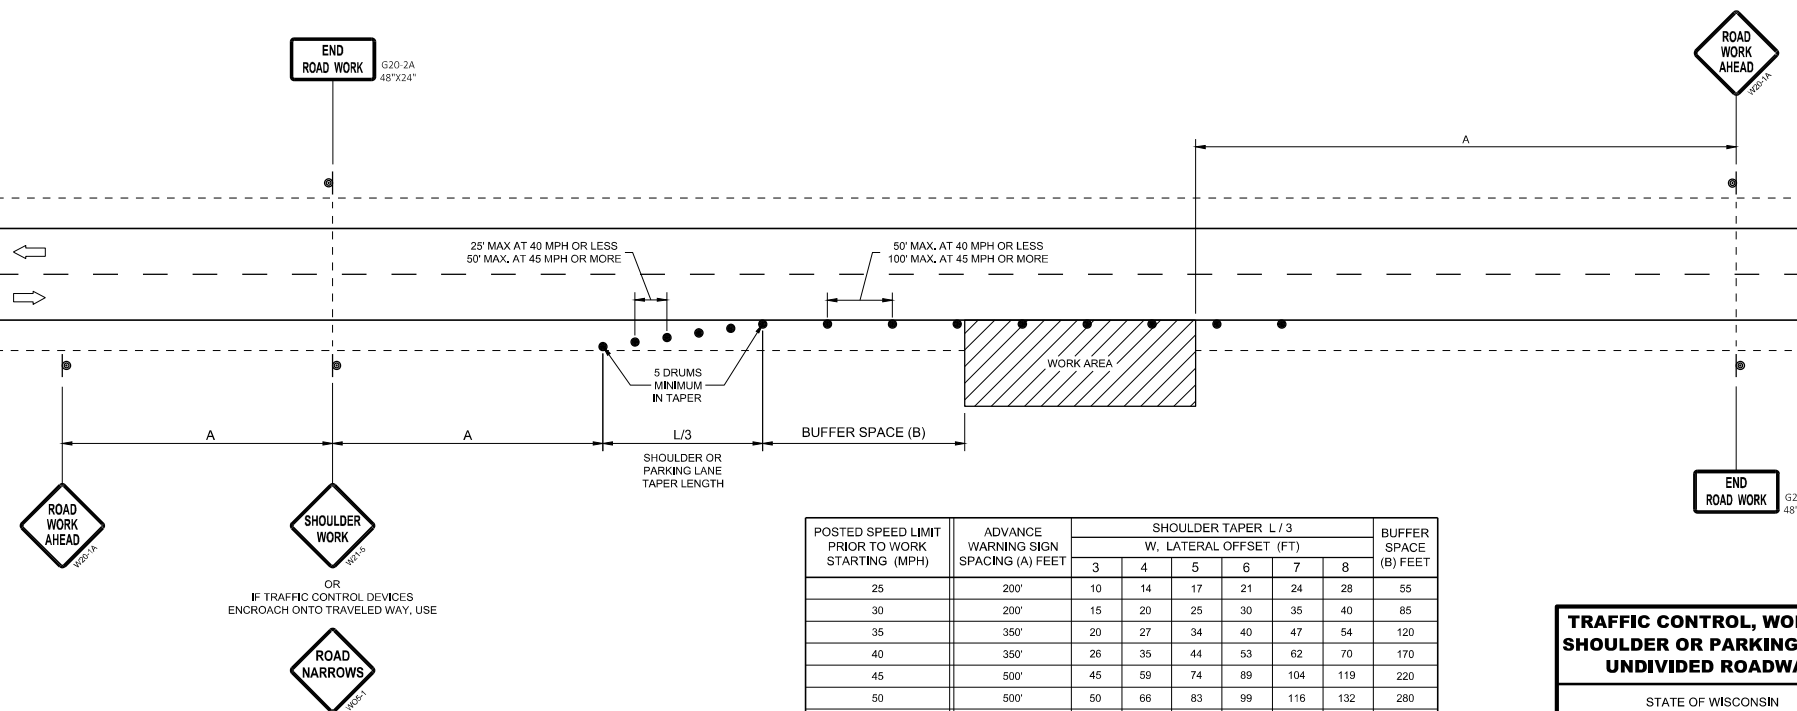 END
ROAD WORK
G20-2A
48"X24"
ROAD
WORK
AHEAD
W20-1A
A
25' MAX AT 40 MPH OR LESS
50' MAX. AT 45 MPH OR MORE
50' MAX. AT 40 MPH OR LESS
100' MAX. AT 45 MPH OR MORE
WORK AREA
5 DRUMS
MINIMUM
IN TAPER
A
A
L/3
BUFFER SPACE (B)
SHOULDER OR
PARKING LANE
TAPER LENGTH
ROAD
WORK
AHEAD
W20-1A
SHOULDER
WORK
W21-5
OR
IF TRAFFIC CONTROL DEVICES
ENCROACH ONTO TRAVELED WAY, USE
ROAD
NARROWS
W05-1
END
ROAD WORK
G2
48"
POSTED SPEED LIMIT PRIOR TO WORK STARTING (MPH)
ADVANCE WARNING SIGN SPACING (A) FEET
SHOULDER TAPER L / 3
W, LATERAL OFFSET (FT)
3 4 5 6 7 8
BUFFER SPACE (B) FEET
25 200' 10 14 17 21 24 28 55
30 200' 15 20 25 30 35 40 85
35 350' 20 27 34 40 47 54 120
40 350' 26 35 44 53 62 70 170
45 500' 45 59 74 89 104 119 220
50 500' 50 66 83 99 116 132 280
TRAFFIC CONTROL, WO
SHOULDER OR PARKING
UNDIVIDED ROADWA
STATE OF WISCONSIN